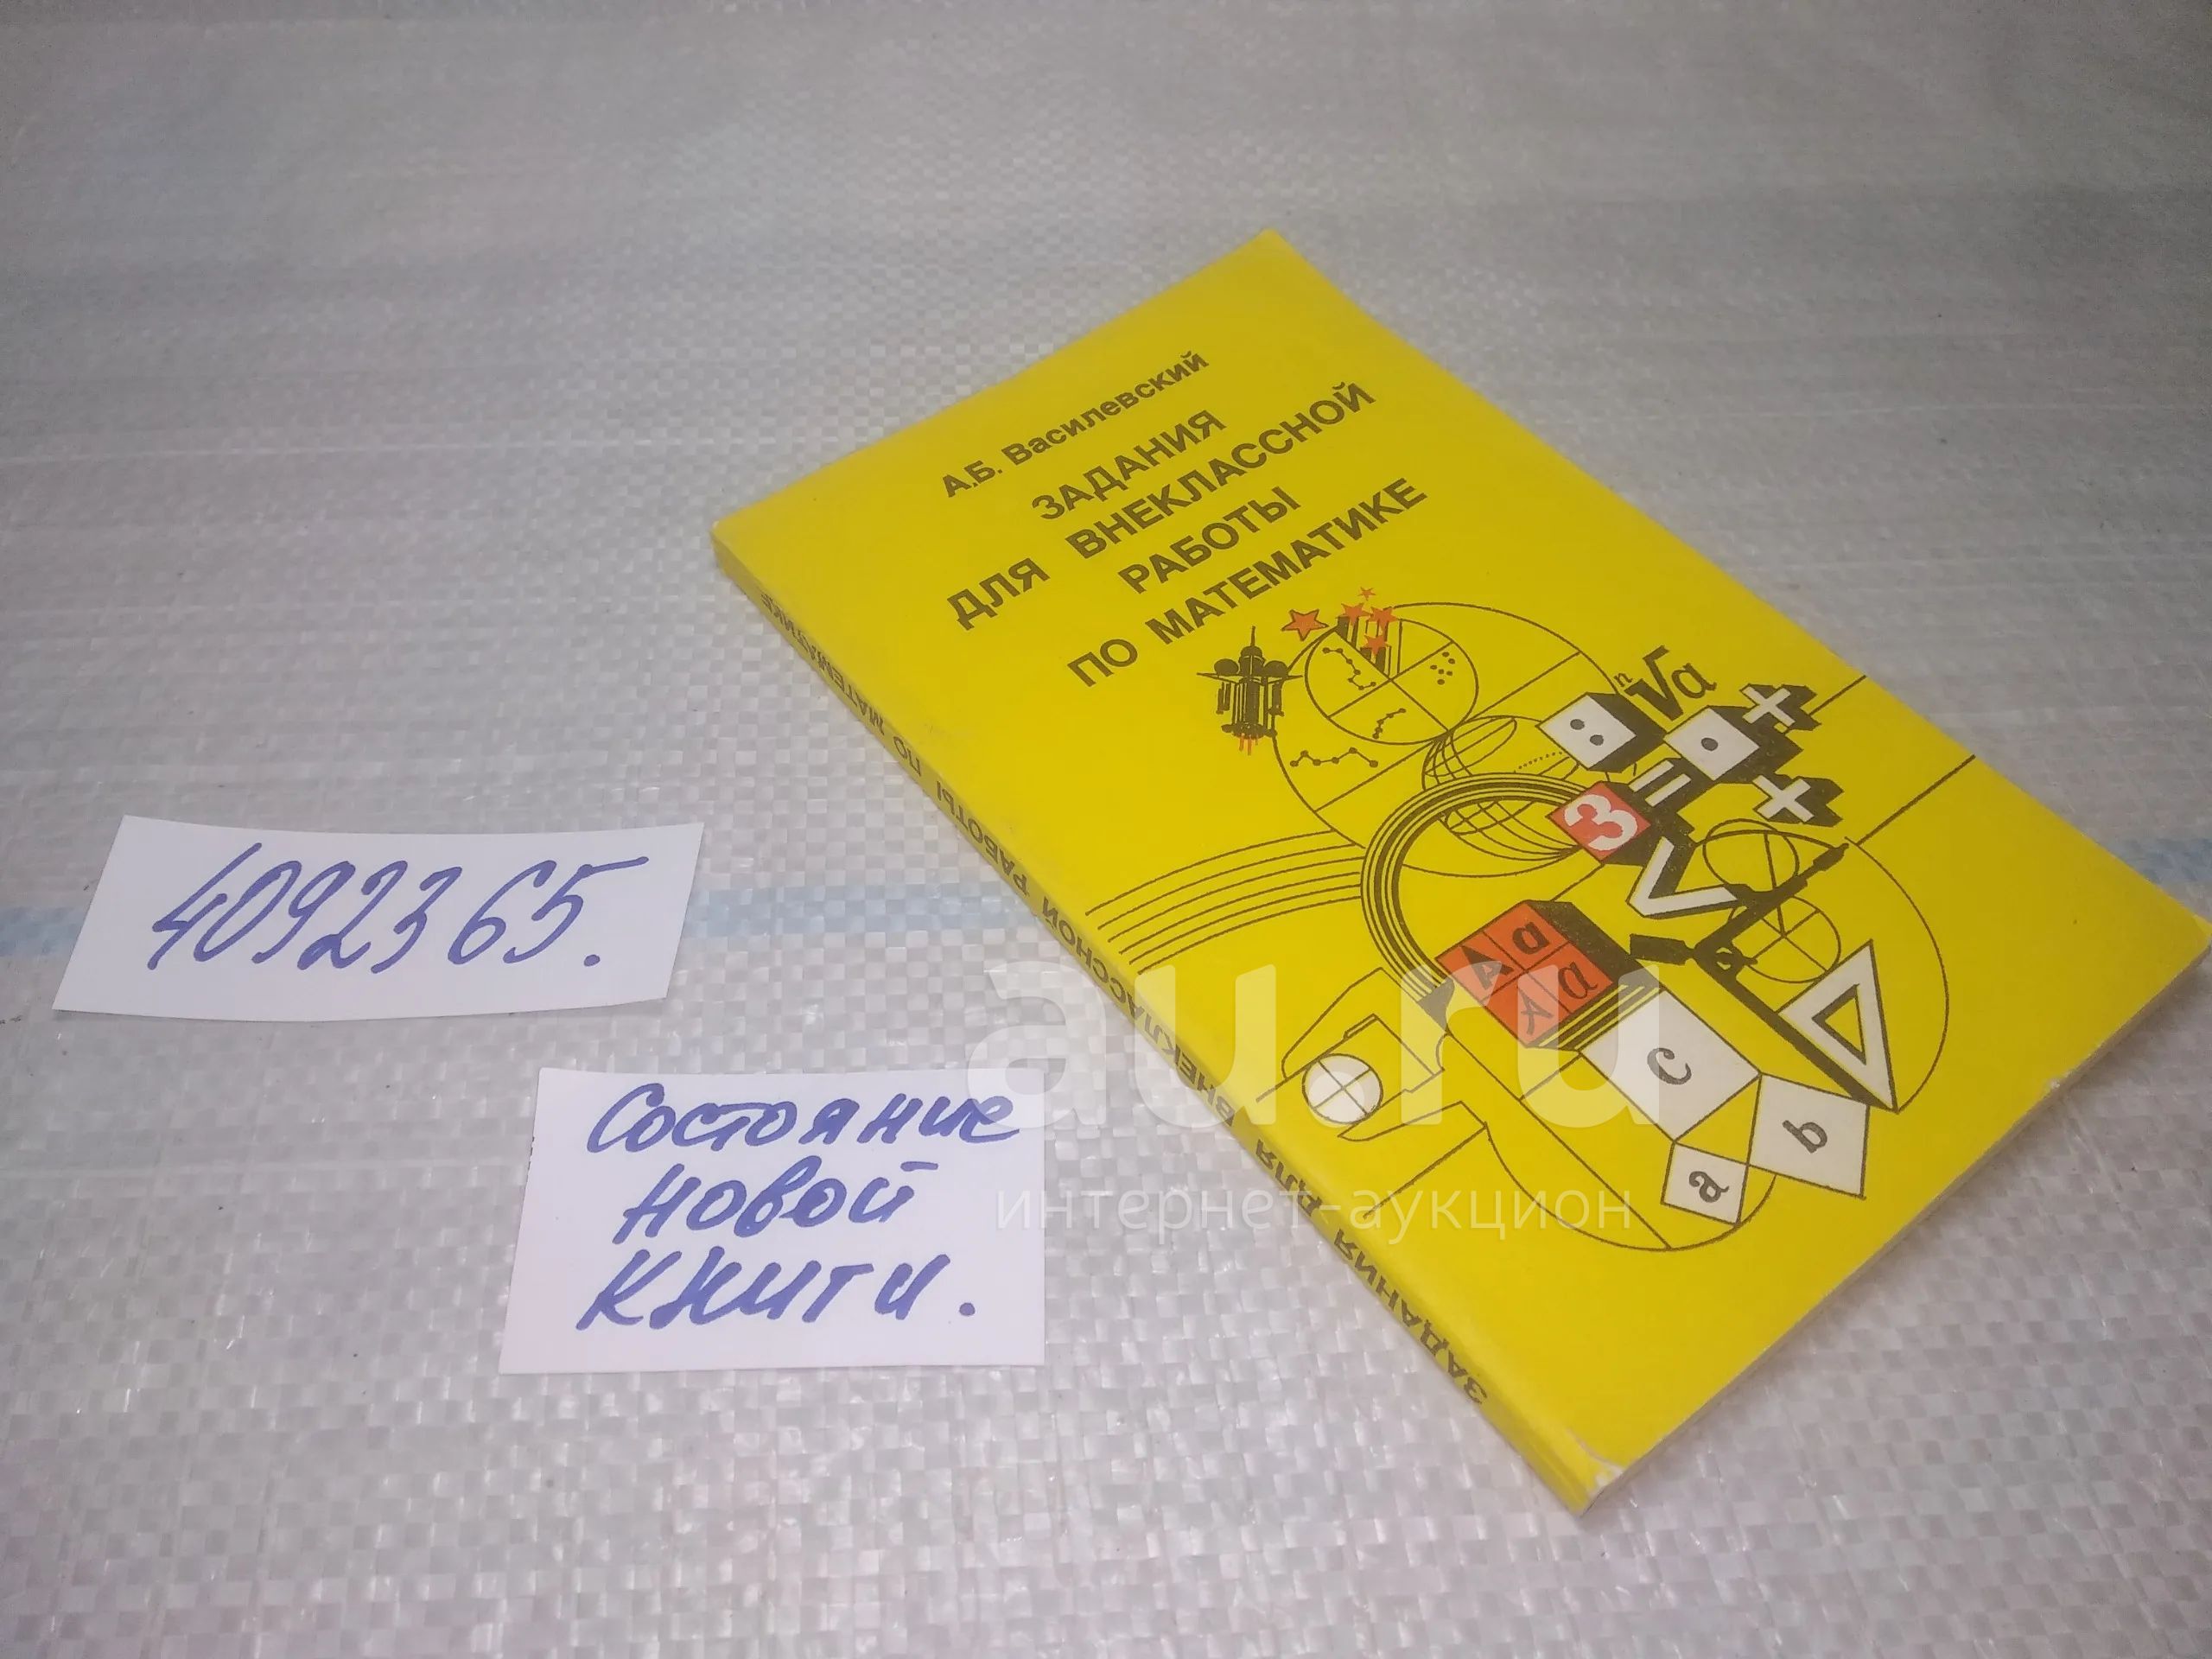 А.Б. Василевский
ЗАДАНИЯ
ДЛЯ ВНЕКЛАССНОЙ
РАБОТЫ
ПО МАТЕМАТИКЕ
ⁿ√a
3
А а
А а
c
a
b
ЗАДАНИЯ ДЛЯ ВНЕКЛАССНОЙ РАБОТЫ ПО МАТЕМАТИКЕ
4092365.
Состояние
новой
книги.
au.ru
интернет-аукцион